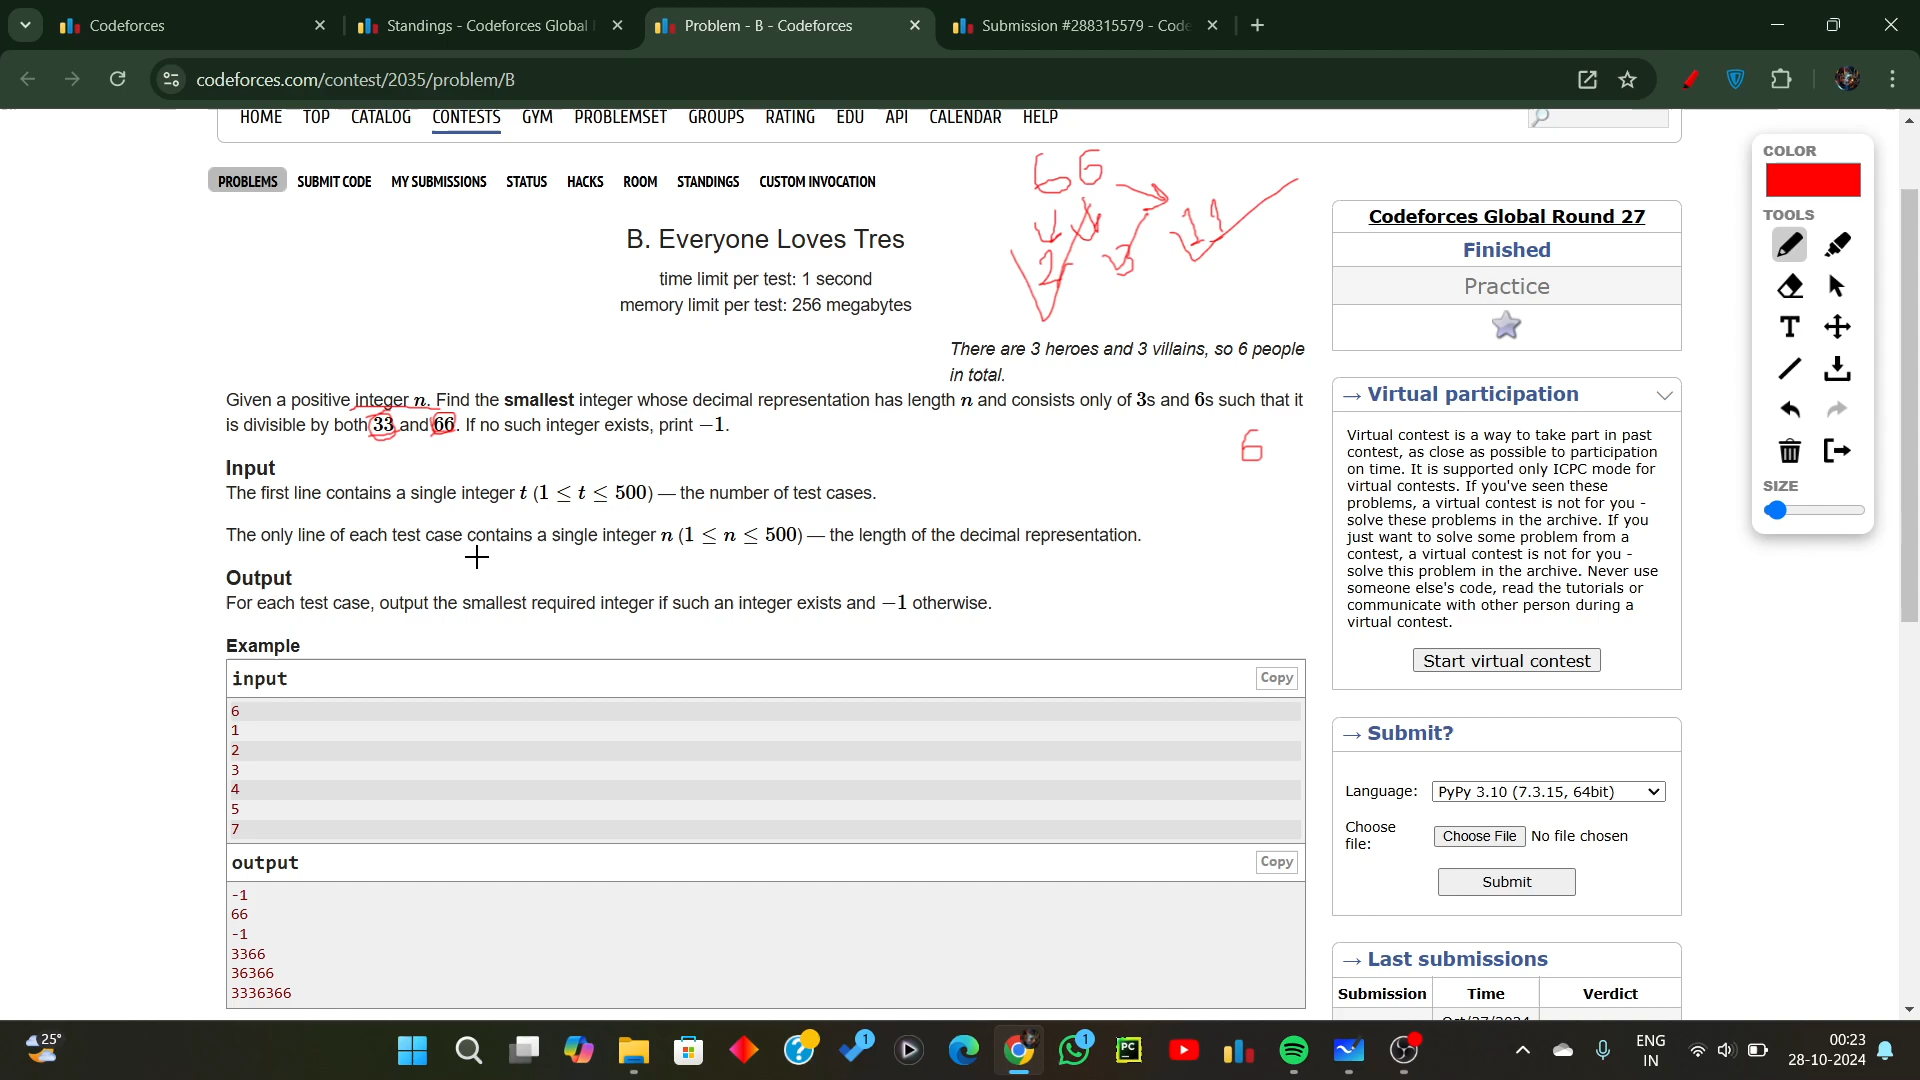 Codeforces
Standings - Codeforces Global
Problem - B - Codeforces
Submission #288315579 - Code
codeforces.com/contest/2035/problem/B
HOME TOP CATALOG CONTESTS GYM PROBLEMSET GROUPS RATING EDU API CALENDAR HELP
PROBLEMS SUBMIT CODE MY SUBMISSIONS STATUS HACKS ROOM STANDINGS CUSTOM INVOCATION
66
2 3 11
B. Everyone Loves Tres
time limit per test: 1 second
memory limit per test: 256 megabytes
There are 3 heroes and 3 villains, so 6 people
in total.
Given a positive integer n. Find the smallest integer whose decimal representation has length n and consists only of 3s and 6s such that it
is divisible by both 33 and 66. If no such integer exists, print −1.
6
Input
The first line contains a single integer t (1 ≤ t ≤ 500) — the number of test cases.
The only line of each test case contains a single integer n (1 ≤ n ≤ 500) — the length of the decimal representation.
Output
For each test case, output the smallest required integer if such an integer exists and −1 otherwise.
Example
input
Copy
6
1
2
3
4
5
7
output
Copy
-1
66
-1
3366
36366
3336366
Codeforces Global Round 27
Finished
Practice
→ Virtual participation
Virtual contest is a way to take part in past
contest, as close as possible to participation
on time. It is supported only ICPC mode for
virtual contests. If you've seen these
problems, a virtual contest is not for you -
solve these problems in the archive. If you
just want to solve some problem from a
contest, a virtual contest is not for you -
solve this problem in the archive. Never use
someone else's code, read the tutorials or
communicate with other person during a
virtual contest.
Start virtual contest
→ Submit?
Language: PyPy 3.10 (7.3.15, 64bit)
Choose
file:
Choose File No file chosen
Submit
→ Last submissions
Submission Time Verdict
Oct/27/2024
COLOR
TOOLS
T
SIZE
25°
1
1
PC
ENG
IN
00:23
28-10-2024